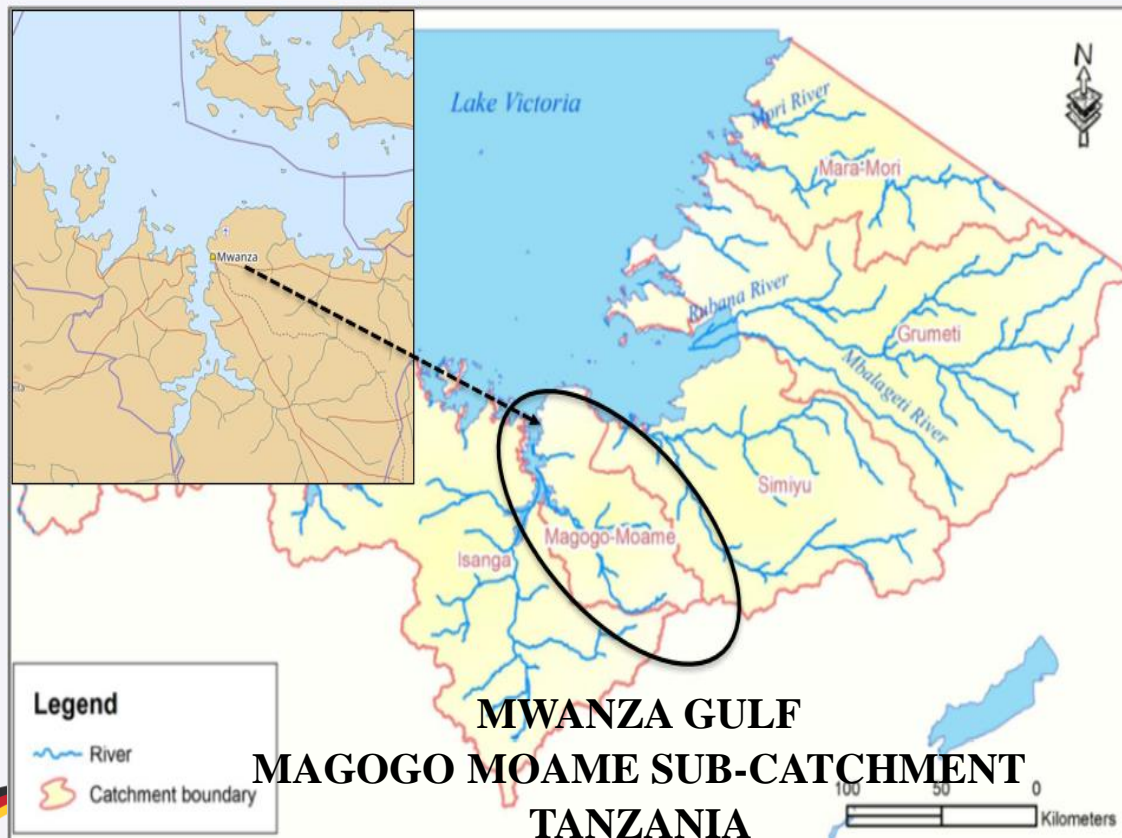 N
Lake Victoria
Mori River
Mara-Mori
Mwanza
Rubana River
Grumeti
Mbalageti River
Simiyu
Magogo-Moame
Isanga
Legend
River
Catchment boundary
MWANZA GULF
MAGOGO MOAME SUB-CATCHMENT
TANZANIA
100 50 0
Kilometers